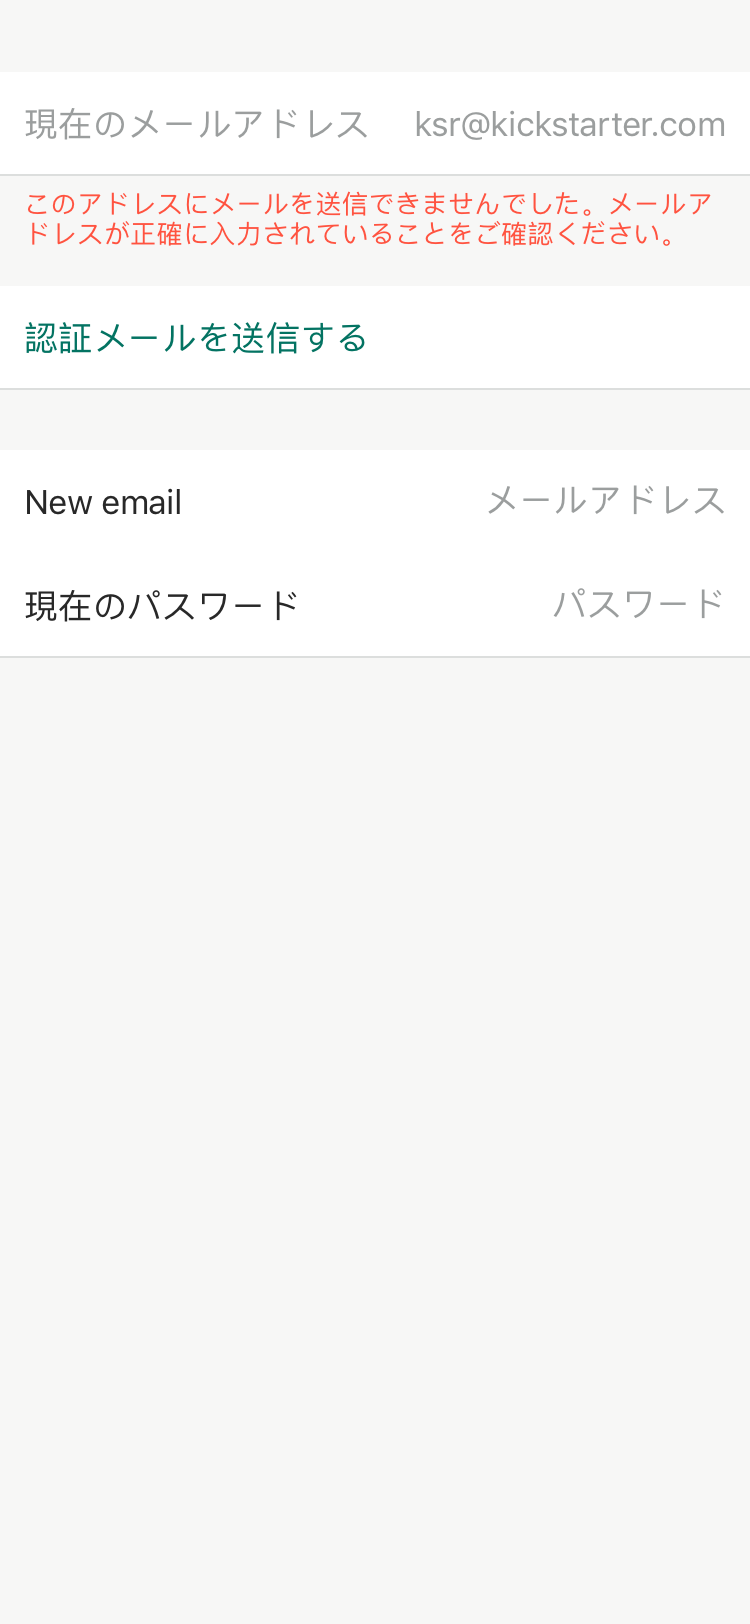 現在のメールアドレス ksr@kickstarter.com
このアドレスにメールを送信できませんでした。メールア
ドレスが正確に入力されていることをご確認ください。
認証メールを送信する
New email メールアドレス
現在のパスワード パスワード